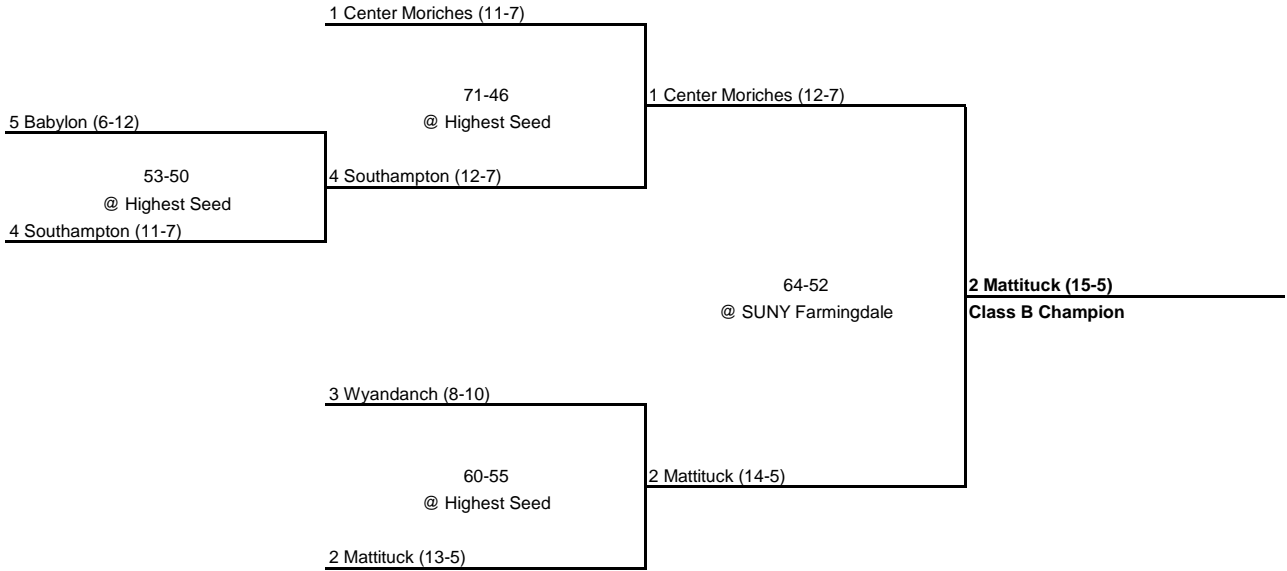 1 Center Moriches (11-7)
71-46
@ Highest Seed
1 Center Moriches (12-7)
5 Babylon (6-12)
53-50
@ Highest Seed
4 Southampton (12-7)
4 Southampton (11-7)
64-52
@ SUNY Farmingdale
2 Mattituck (15-5)
Class B Champion
3 Wyandanch (8-10)
60-55
@ Highest Seed
2 Mattituck (14-5)
2 Mattituck (13-5)